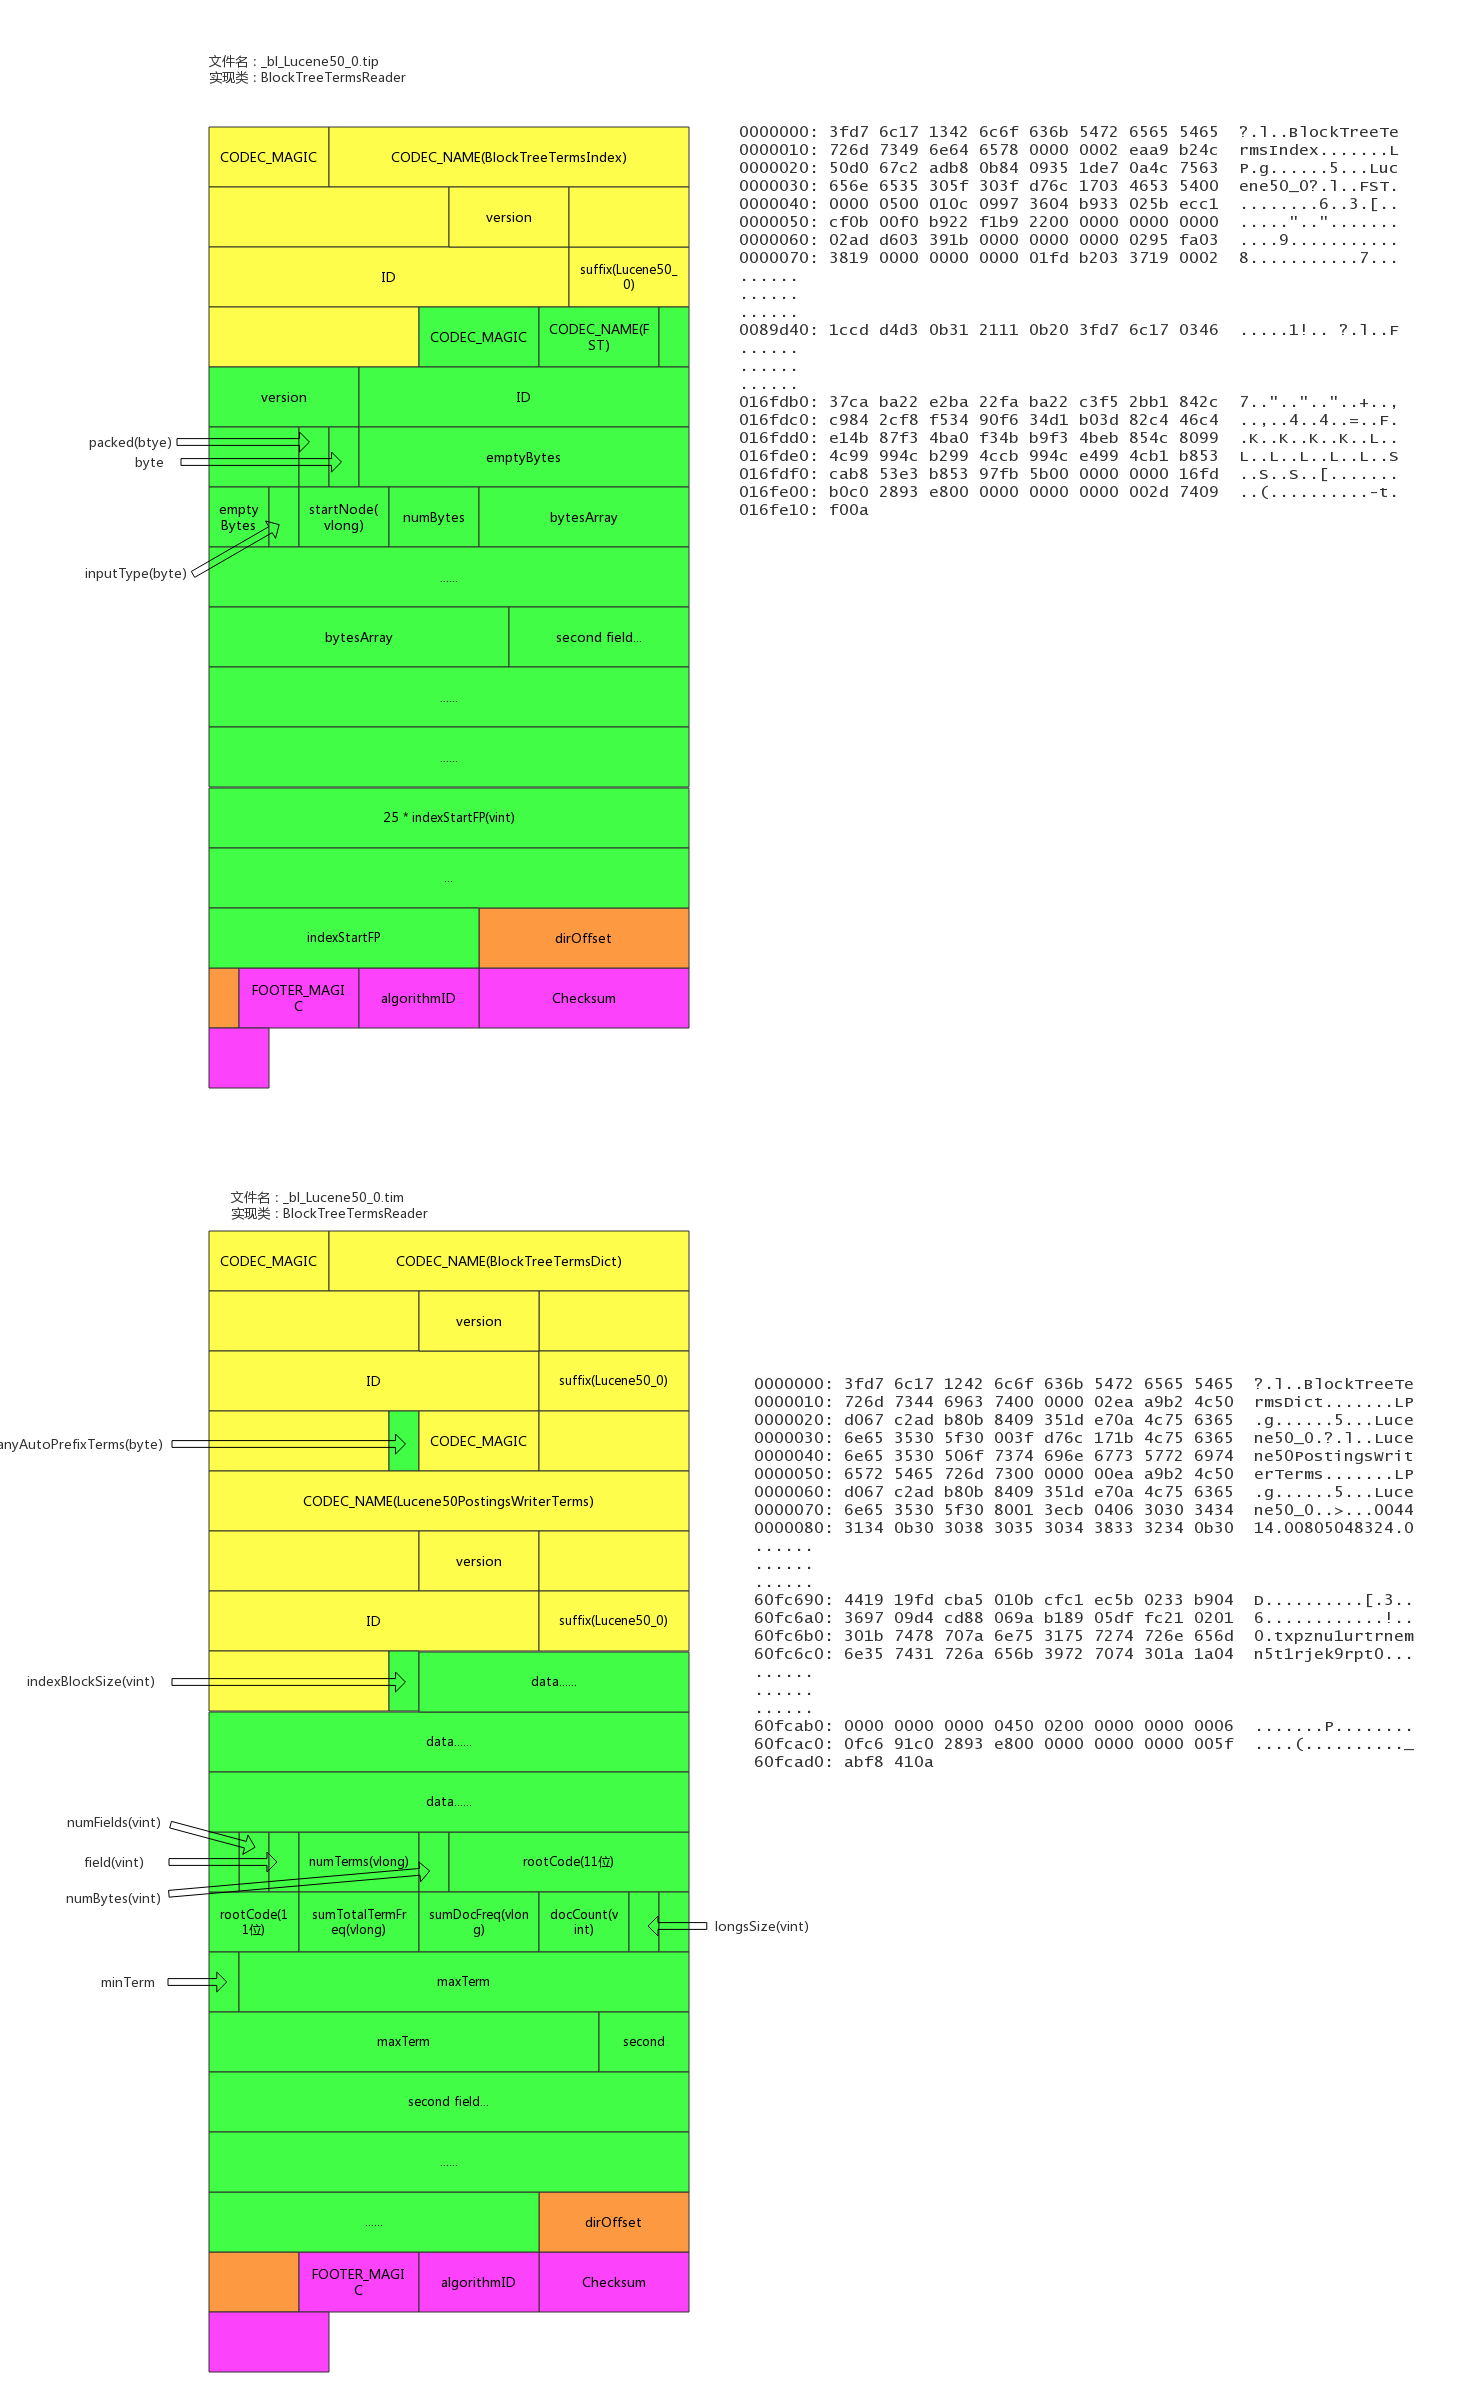 文件名：_bl_Lucene50_0.tip
实现类：BlockTreeTermsReader
CODEC_MAGIC
CODEC_NAME(BlockTreeTermsIndex)
version
ID
suffix(Lucene50_
0)
CODEC_MAGIC
CODEC_NAME(F
ST)
version
ID
packed(btye)
byte
emptyBytes
empty
Bytes
startNode(
vlong)
numBytes
bytesArray
inputType(byte)
......
bytesArray
second field...
......
......
25 * indexStartFP(vint)
...
indexStartFP
dirOffset
FOOTER_MAGI
C
algorithmID
Checksum
0000000: 3fd7 6c17 1342 6c6f 636b 5472 6565 5465  ?.l..BlockTreeTe
0000010: 726d 7349 6e64 6578 0000 0002 eaa9 b24c  rmsIndex.......L
0000020: 50d0 67c2 adb8 0b84 0935 1de7 0a4c 7563  P.g......5...Luc
0000030: 656e 6535 305f 303f d76c 1703 4653 5400  ene50_0?.l..FST.
0000040: 0000 0500 010c 0997 3604 b933 025b ecc1  ........6..3.[..
0000050: cf0b 00f0 b922 f1b9 2200 0000 0000 0000  ....."..".......
0000060: 02ad d603 391b 0000 0000 0000 0295 fa03  ....9...........
0000070: 3819 0000 0000 0000 01fd b203 3719 0002  8...........7...
......
......
......
0089d40: 1ccd d4d3 0b31 2111 0b20 3fd7 6c17 0346  .....1!.. ?.l..F
......
......
......
016fdb0: 37ca ba22 e2ba 22fa ba22 c3f5 2bb1 842c  7.."..".."..+..,
016fdc0: c984 2cf8 f534 90f6 34d1 b03d 82c4 46c4  ..,..4..4..=..F.
016fdd0: e14b 87f3 4ba0 f34b b9f3 4beb 854c 8099  .K..K..K..K..L..
016fde0: 4c99 994c b299 4ccb 994c e499 4cb1 b853  L..L..L..L..L..S
016fdf0: cab8 53e3 b853 97fb 5b00 0000 0000 16fd  ..S..S..[.......
016fe00: b0c0 2893 e800 0000 0000 0000 002d 7409  ..(..........-t.
016fe10: f00a
文件名：_bl_Lucene50_0.tim
实现类：BlockTreeTermsReader
CODEC_MAGIC
CODEC_NAME(BlockTreeTermsDict)
version
ID
suffix(Lucene50_0)
anyAutoPrefixTerms(byte)
CODEC_MAGIC
CODEC_NAME(Lucene50PostingsWriterTerms)
version
ID
suffix(Lucene50_0)
indexBlockSize(vint)
data......
data......
data......
numFields(vint)
field(vint)
numBytes(vint)
numTerms(vlong)
rootCode(11位)
rootCode(1
1位)
sumTotalTermFr
eq(vlong)
sumDocFreq(vlon
g)
docCount(v
int)
longsSize(vint)
minTerm
maxTerm
maxTerm
second
second field...
......
......
dirOffset
FOOTER_MAGI
C
algorithmID
Checksum
0000000: 3fd7 6c17 1242 6c6f 636b 5472 6565 5465  ?.l..BlockTreeTe
0000010: 726d 7344 6963 7400 0000 02ea a9b2 4c50  rmsDict.......LP
0000020: d067 c2ad b80b 8409 351d e70a 4c75 6365  .g......5...Luce
0000030: 6e65 3530 5f30 003f d76c 171b 4c75 6365  ne50_0.?.l..Luce
0000040: 6e65 3530 506f 7374 696e 6773 5772 6974  ne50PostingsWrit
0000050: 6572 5465 726d 7300 0000 00ea a9b2 4c50  erTerms.......LP
0000060: d067 c2ad b80b 8409 351d e70a 4c75 6365  .g......5...Luce
0000070: 6e65 3530 5f30 8001 3ecb 0406 3030 3434  ne50_0..>...0044
0000080: 3134 0b30 3038 3035 3034 3833 3234 0b30  14.00805048324.0
......
......
......
60fc690: 4419 19fd cba5 010b cfc1 ec5b 0233 b904  D..........[.3..
60fc6a0: 3697 09d4 cd88 069a b189 05df fc21 0201  6............!..
60fc6b0: 301b 7478 707a 6e75 3175 7274 726e 656d  0.txpznu1urtrnem
60fc6c0: 6e35 7431 726a 656b 3972 7074 301a 1a04  n5t1rjek9rpt0...
......
......
......
60fcab0: 0000 0000 0000 0450 0200 0000 0000 0006  .......P........
60fcac0: 0fc6 91c0 2893 e800 0000 0000 0000 005f  ....(.........._
60fcad0: abf8 410a